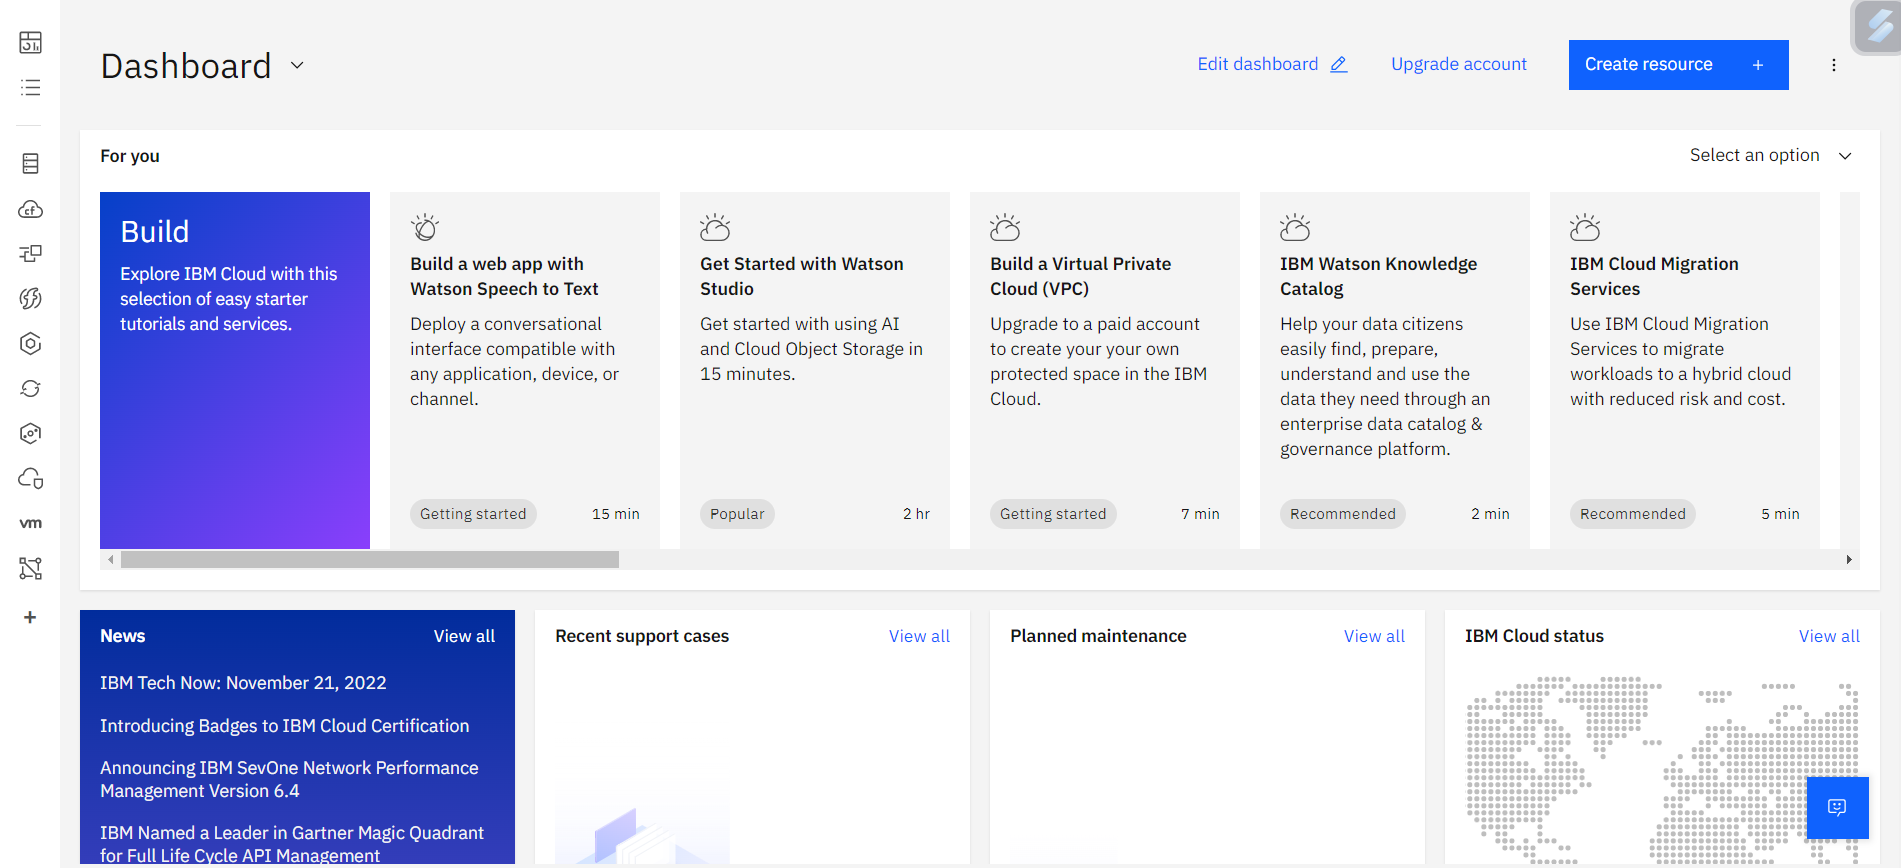 Dashboard
Edit dashboard
Upgrade account
Create resource +
For you
Select an option
Build
Explore IBM Cloud with this
selection of easy starter
tutorials and services.
Build a web app with
Watson Speech to Text
Deploy a conversational
interface compatible with
any application, device, or
channel.
Getting started
15 min
Get Started with Watson
Studio
Get started with using AI
and Cloud Object Storage in
15 minutes.
Popular
2 hr
Build a Virtual Private
Cloud (VPC)
Upgrade to a paid account
to create your your own
protected space in the IBM
Cloud.
Getting started
7 min
IBM Watson Knowledge
Catalog
Help your data citizens
easily find, prepare,
understand and use the
data they need through an
enterprise data catalog &
governance platform.
Recommended
2 min
IBM Cloud Migration
Services
Use IBM Cloud Migration
Services to migrate
workloads to a hybrid cloud
with reduced risk and cost.
Recommended
5 min
cf
vm
+
News
View all
IBM Tech Now: November 21, 2022
Introducing Badges to IBM Cloud Certification
Announcing IBM SevOne Network Performance
Management Version 6.4
IBM Named a Leader in Gartner Magic Quadrant
for Full Life Cycle API Management
Recent support cases
View all
Planned maintenance
View all
IBM Cloud status
View all